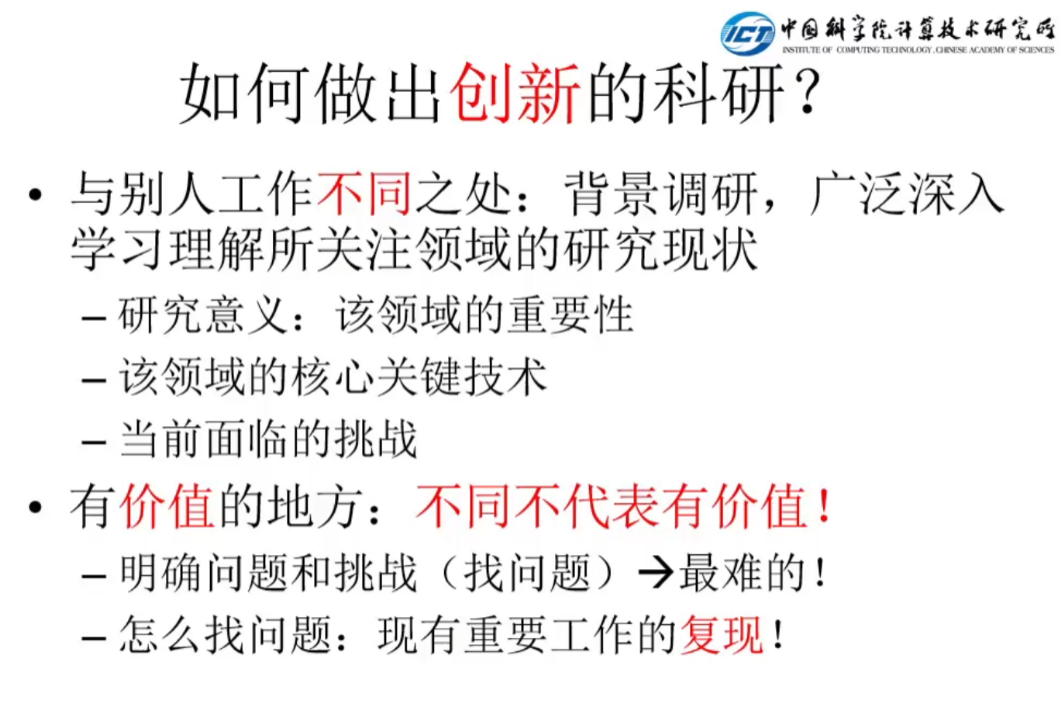 中国科学院计算技术研究所
INSTITUTE OF COMPUTING TECHNOLOGY, CHINESE ACADEMY OF SCIENCES
ICT
如何做出创新的科研？
• 与别人工作不同之处：背景调研，广泛深入
学习理解所关注领域的研究现状
– 研究意义：该领域的重要性
– 该领域的核心关键技术
– 当前面临的挑战
• 有价值的地方：不同不代表有价值！
– 明确问题和挑战（找问题）→最难的！
– 怎么找问题：现有重要工作的复现！